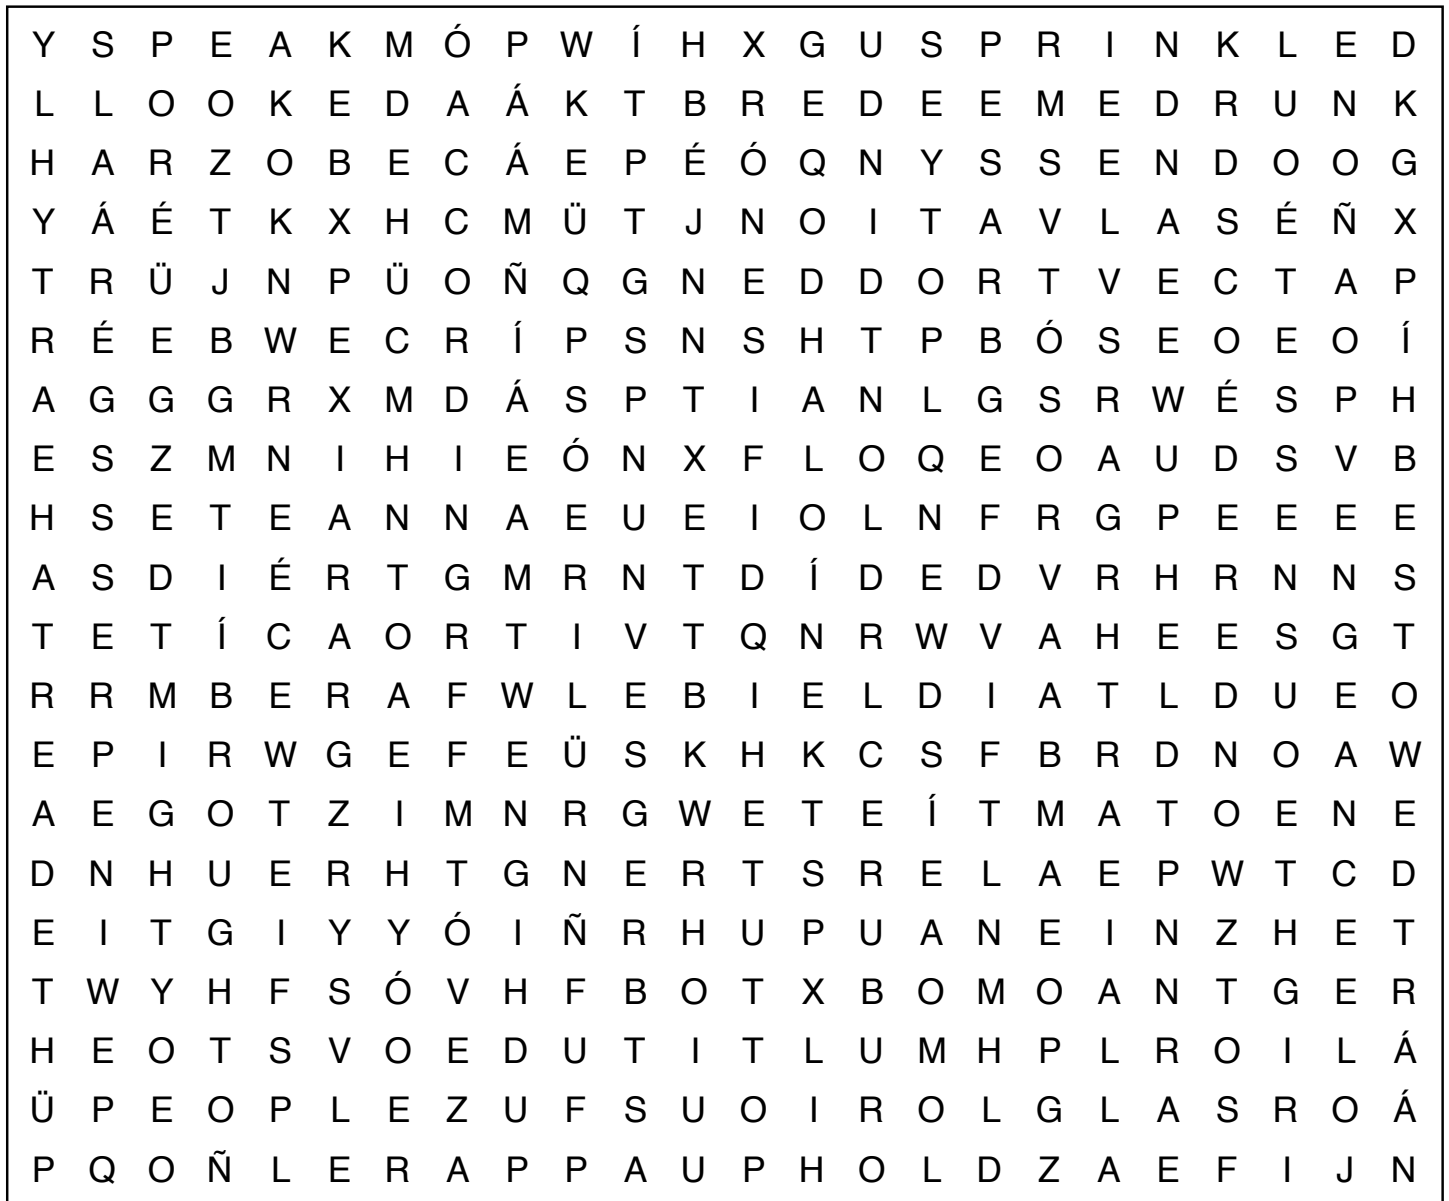 Y S P E A K M Ó P W Í H X G U S P R I N K L E D
L L O O K E D A Á K T B R E D E E M E D R U N K
H A R Z O B E C Á E P É Ó Q N Y S S E N D O O G
Y Á É T K X H C M Ü T J N O I T A V L A S É Ñ X
T R Ü J N P Ü O Ñ Q G N E D D O R T V E C T A P
R É E B W E C R Í P S N S H T P B Ó S E O E O Í
A G G G R X M D Á S P T I A N L G S R W É S P H
E S Z M N I H I E Ó N X F L O Q E O A U D S V B
H S E T E A N N A E U E I O L N F R G P E E E E
A S D I É R T G M R N T D Í D E D V R H R N N S
T E T Í C A O R T I V T Q N R W V A H E E S G T
R R M B E R A F W L E B I E L D I A T L D U E O
E P I R W G E F E Ü S K H K C S F B R D N O A W
A E G O T Z I M N R G W E T E Í T M A T O E N E
D N H U E R H T G N E R T S R E L A E P W T C D
E I T G I Y Y Ó I Ñ R H U P U A N E I N Z H E T
T W Y H F S Ó V H F B O T X B O M O A N T G E R
H E O T S V O E D U T I T L U M H P L R O I L Á
Ü P E O P L E Z U F S U O I R O L G L A S R O Á
P Q O Ñ L E R A P P A U P H O L D Z A E F I J N